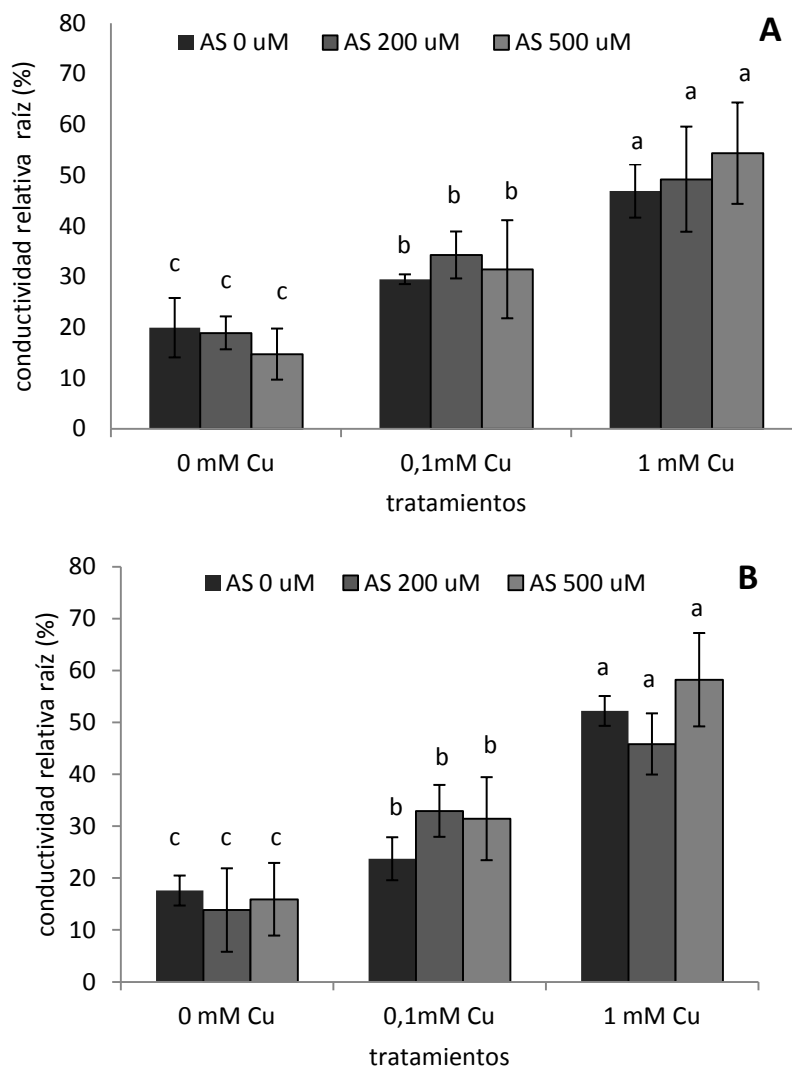 A
AS 0 uM AS 200 uM AS 500 uM
80
70
60
50
40
30
20
10
0
conductividad relativa raíz (%)
c c c b b b a a a
0 mM Cu 0,1mM Cu 1 mM Cu
tratamientos
B
AS 0 uM AS 200 uM AS 500 uM
80
70
60
50
40
30
20
10
0
conductividad relativa raíz (%)
c c c b b b a a a
0 mM Cu 0,1mM Cu 1 mM Cu
tratamientos